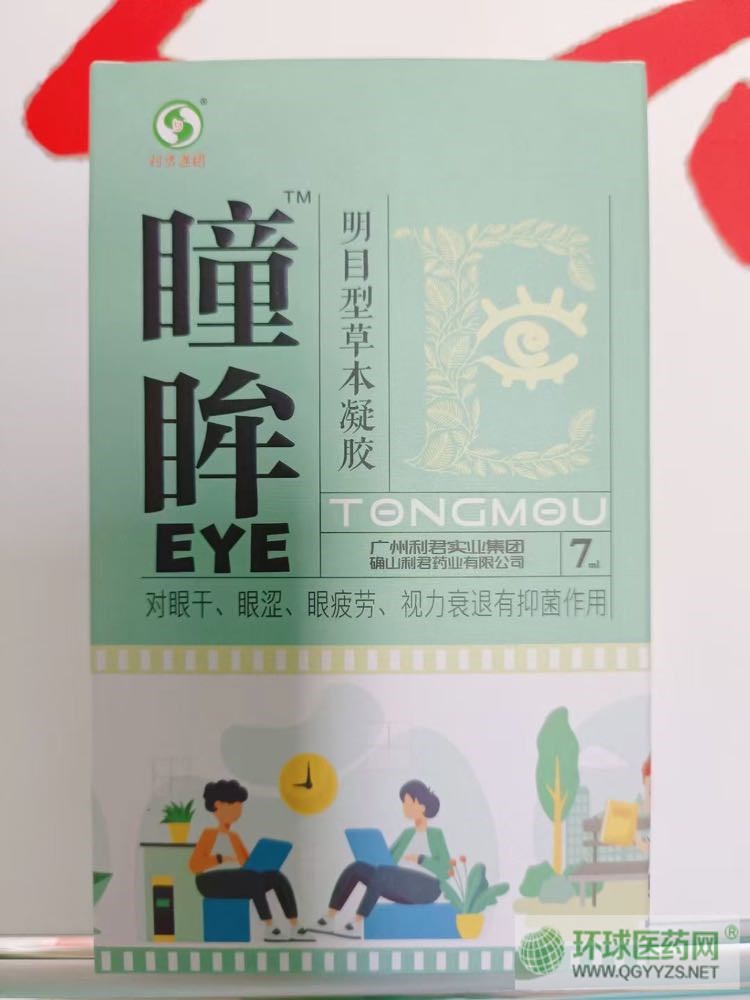 ®
利君集团
瞳眸
TM
EYE
明目型草本凝胶
TONGMOU
广州利君实业集团
确山利君药业有限公司
7ml
对眼干、眼涩、眼疲劳、视力衰退有抑菌作用
环球医药网®
WWW.QGYYZS.NET